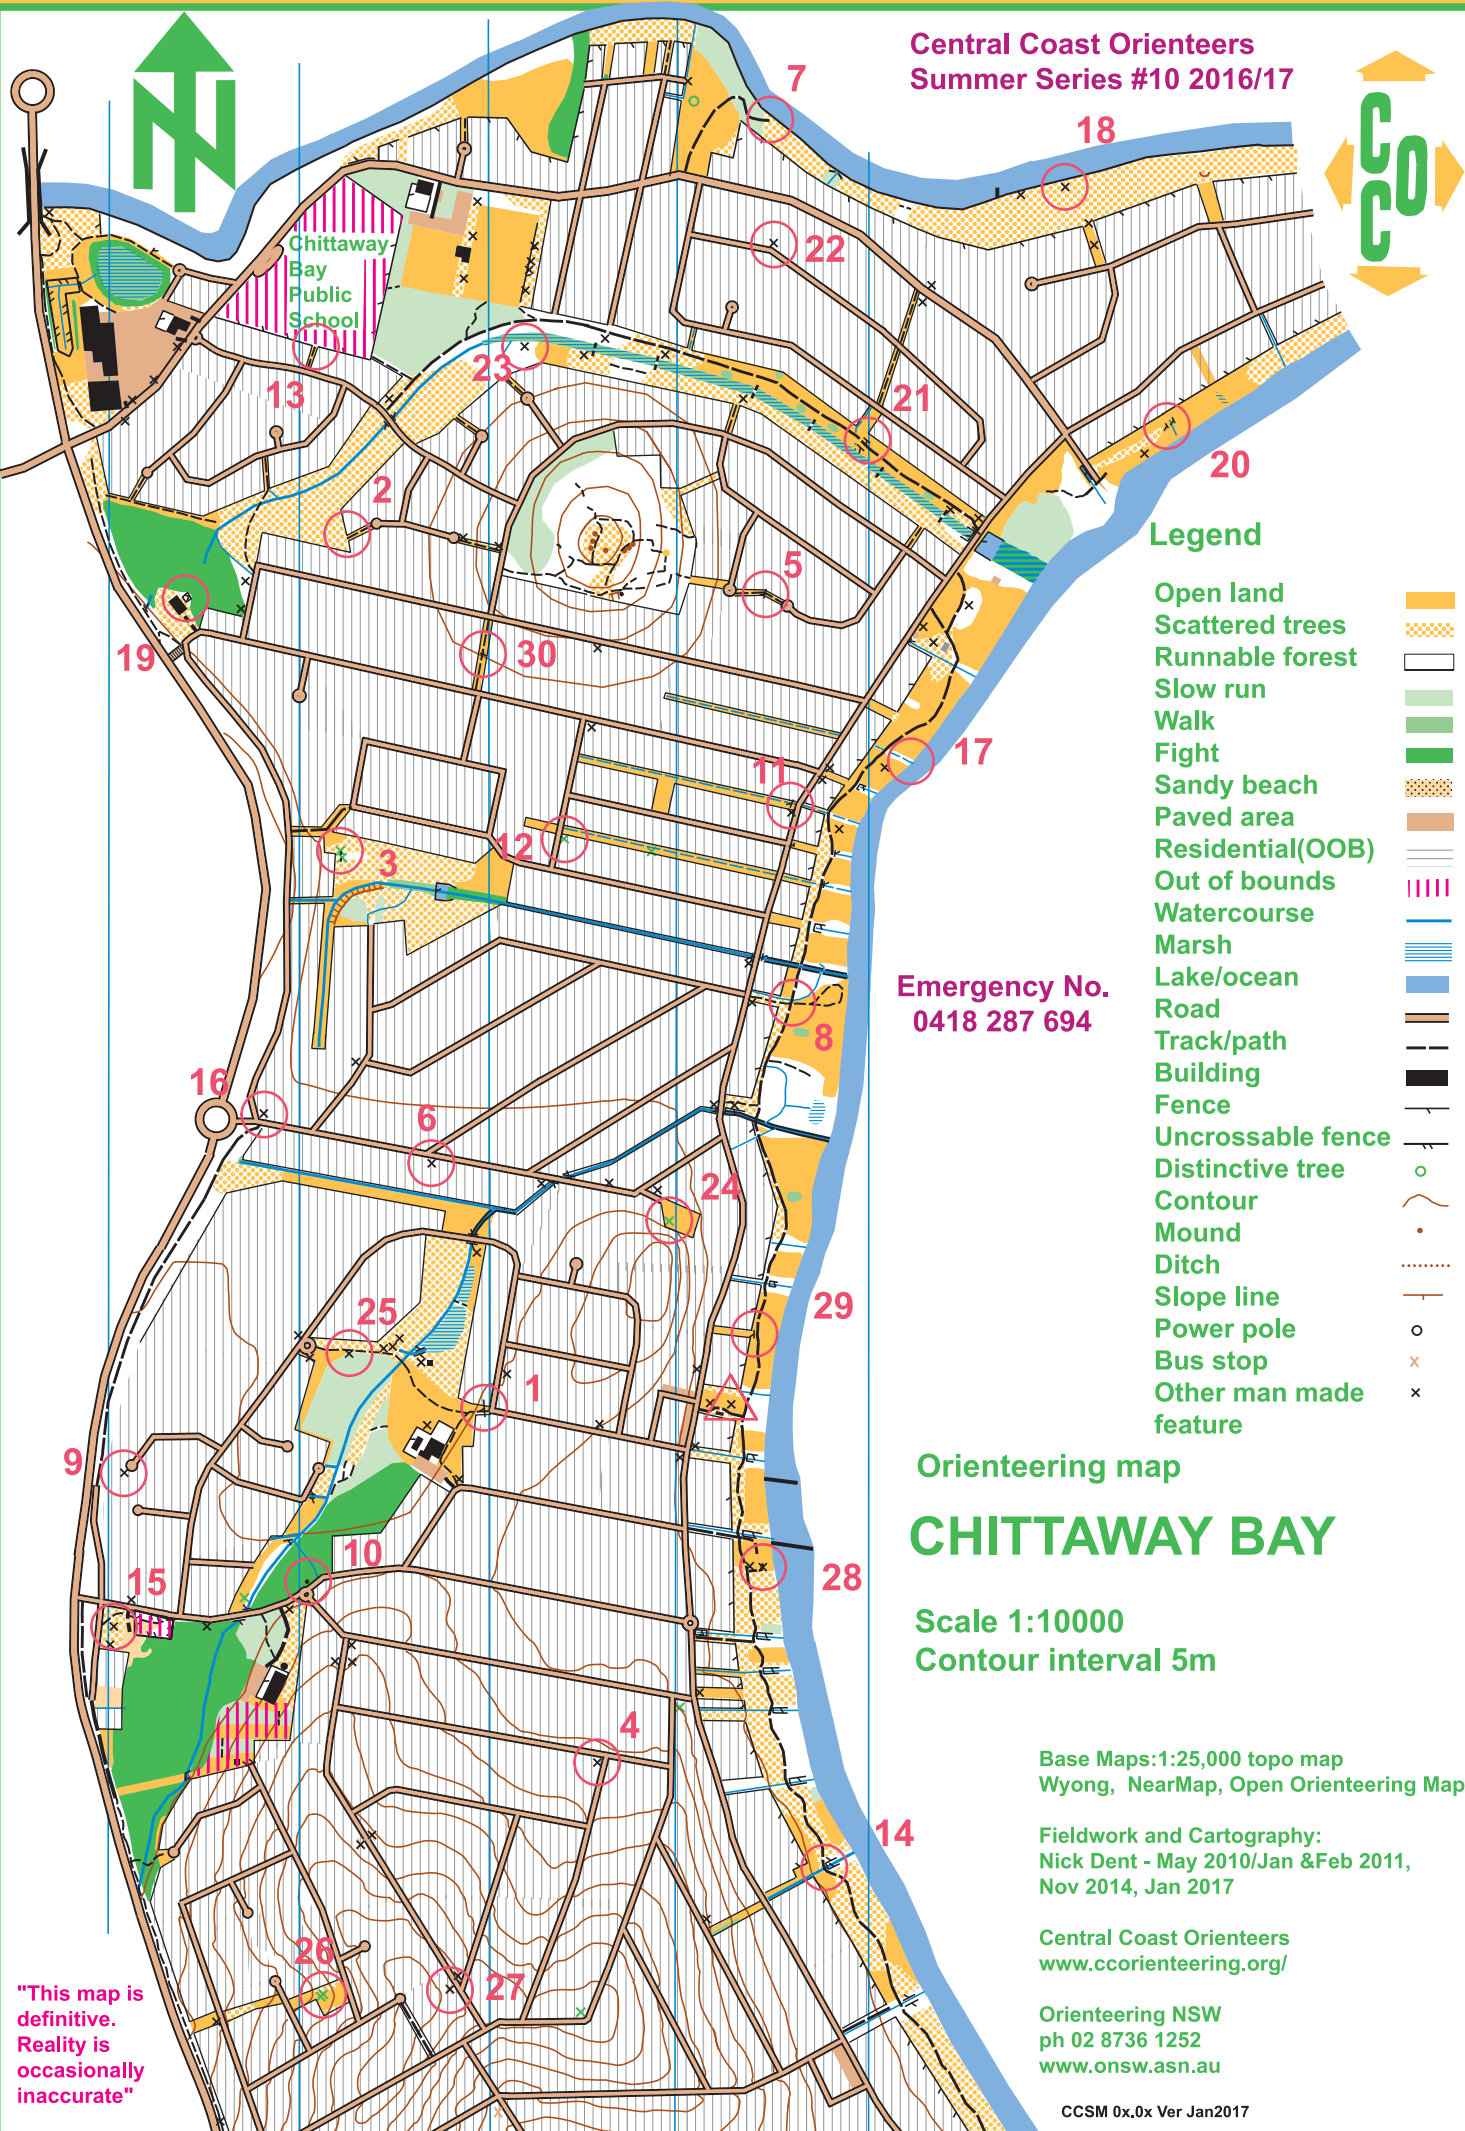 Central Coast Orienteers
Summer Series #10 2016/17
N
C
O
C
7
18
22
Chittaway
Bay
Public
School
13
23
21
20
2
5
19
30
17
11
12
3
8
16
6
24
29
25
1
9
10
15
28
4
14
26
27
Legend
Open land
Scattered trees
Runnable forest
Slow run
Walk
Fight
Sandy beach
Paved area
Residential(OOB)
Out of bounds
Watercourse
Marsh
Lake/ocean
Road
Track/path
Building
Fence
Uncrossable fence
Distinctive tree
Contour
Mound
Ditch
Slope line
Power pole
Bus stop
Other man made
feature
Emergency No.
0418 287 694
Orienteering map
CHITTAWAY BAY
Scale 1:10000
Contour interval 5m
Base Maps:1:25,000 topo map
Wyong, NearMap, Open Orienteering Map
Fieldwork and Cartography:
Nick Dent - May 2010/Jan &Feb 2011,
Nov 2014, Jan 2017
Central Coast Orienteers
www.ccorienteering.org/
Orienteering NSW
ph 02 8736 1252
www.onsw.asn.au
"This map is
definitive.
Reality is
occasionally
inaccurate"
CCSM 0x.0x Ver Jan2017